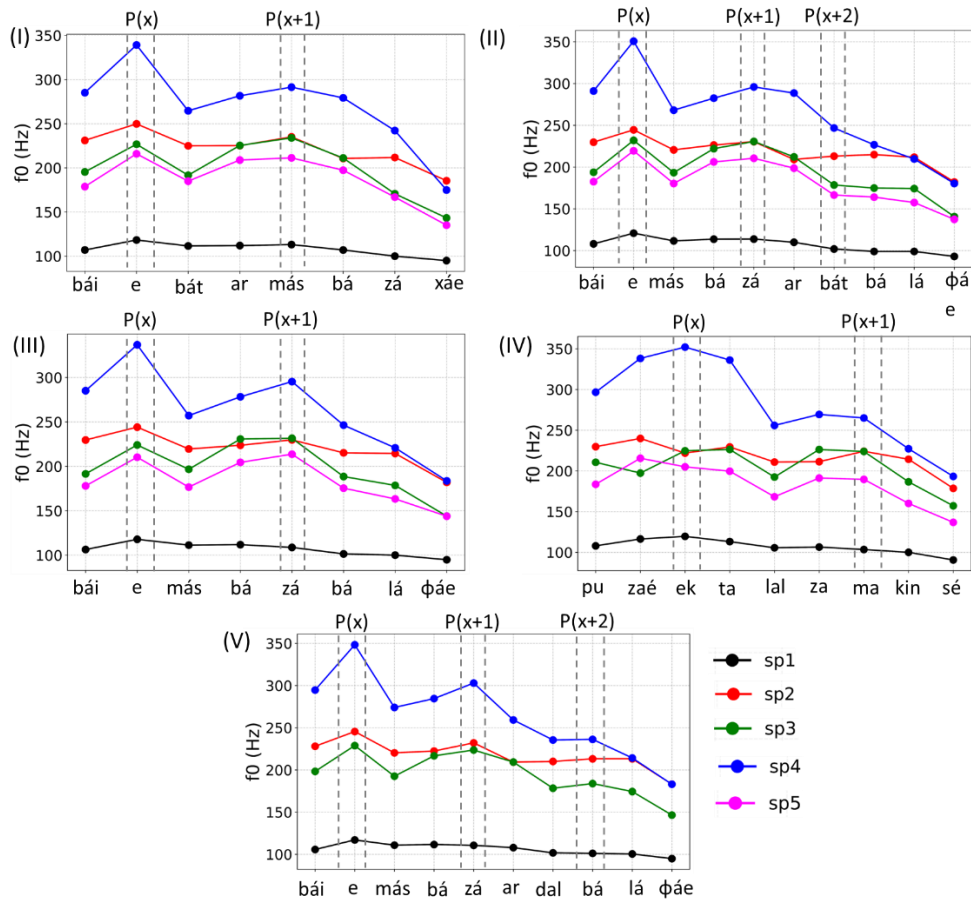 (I) P(x) P(x+1)
350
300
250
200
150
100
f0 (Hz)
bái e bát ar más bá zá xáe
(II) P(x) P(x+1) P(x+2)
350
300
250
200
150
100
f0 (Hz)
bái e más bá zá ar bát bá lá ɸá
e
(III) P(x) P(x+1)
300
250
200
150
100
f0 (Hz)
bái e más bá zá bá lá ɸáe
(IV) P(x) P(x+1)
350
300
250
200
150
100
f0 (Hz)
pu zaé ek ta lal za ma kin sé
(V) P(x) P(x+1) P(x+2)
350
300
250
200
150
100
f0 (Hz)
bái e más bá zá ar dal bá lá ɸáe
sp1
sp2
sp3
sp4
sp5